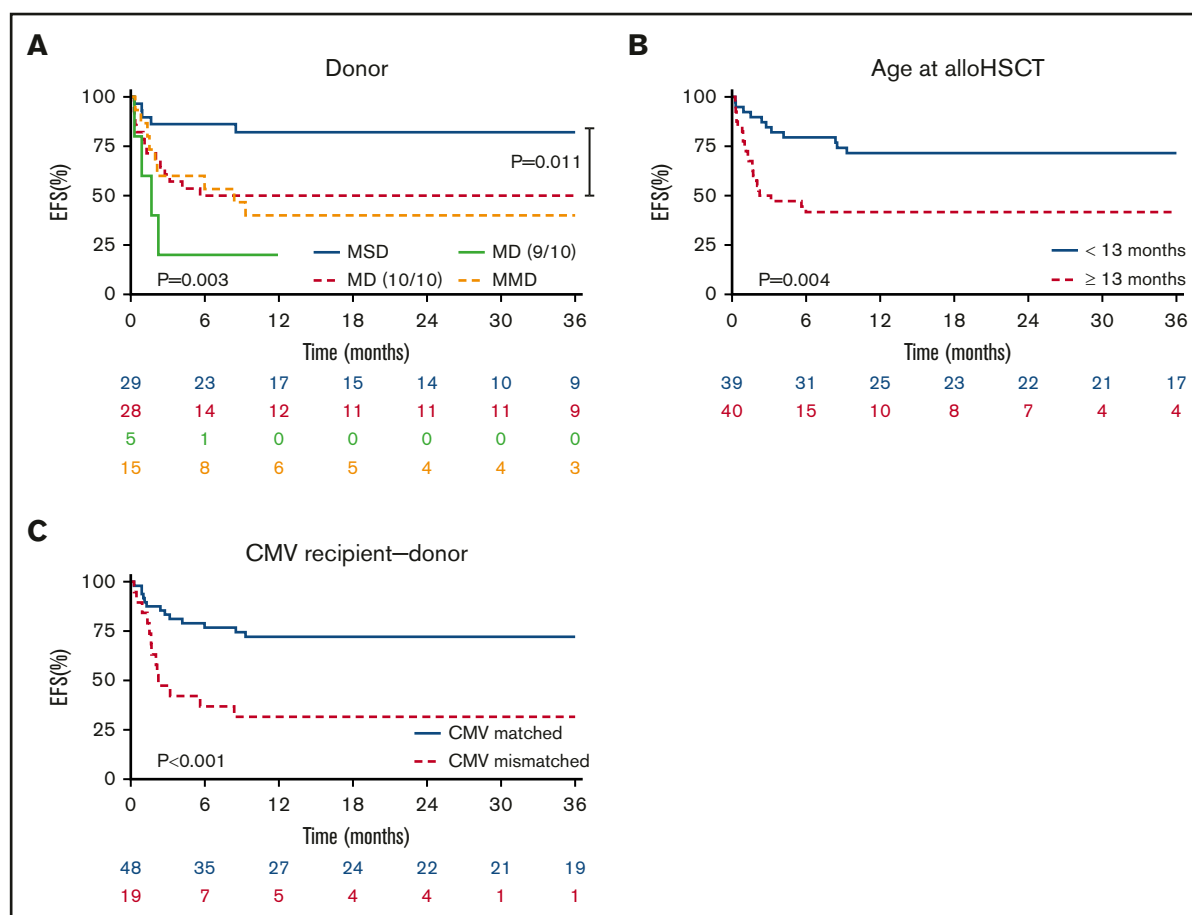 A
Donor
100
75
50
25
0
EFS(%)
P=0.011
MSD
MD (9/10)
MD (10/10)
MMD
P=0.003
0 6 12 18 24 30 36
Time (months)
29 23 17 15 14 10 9
28 14 12 11 11 11 9
5 1 0 0 0 0 0
15 8 6 5 4 4 3
B
Age at alloHSCT
100
75
50
25
0
EFS(%)
< 13 months
≥ 13 months
P=0.004
0 6 12 18 24 30 36
Time (months)
39 31 25 23 22 21 17
40 15 10 8 7 4 4
C
CMV recipient–donor
100
75
50
25
0
EFS(%)
CMV matched
CMV mismatched
P<0.001
0 6 12 18 24 30 36
Time (months)
48 35 27 24 22 21 19
19 7 5 4 4 1 1